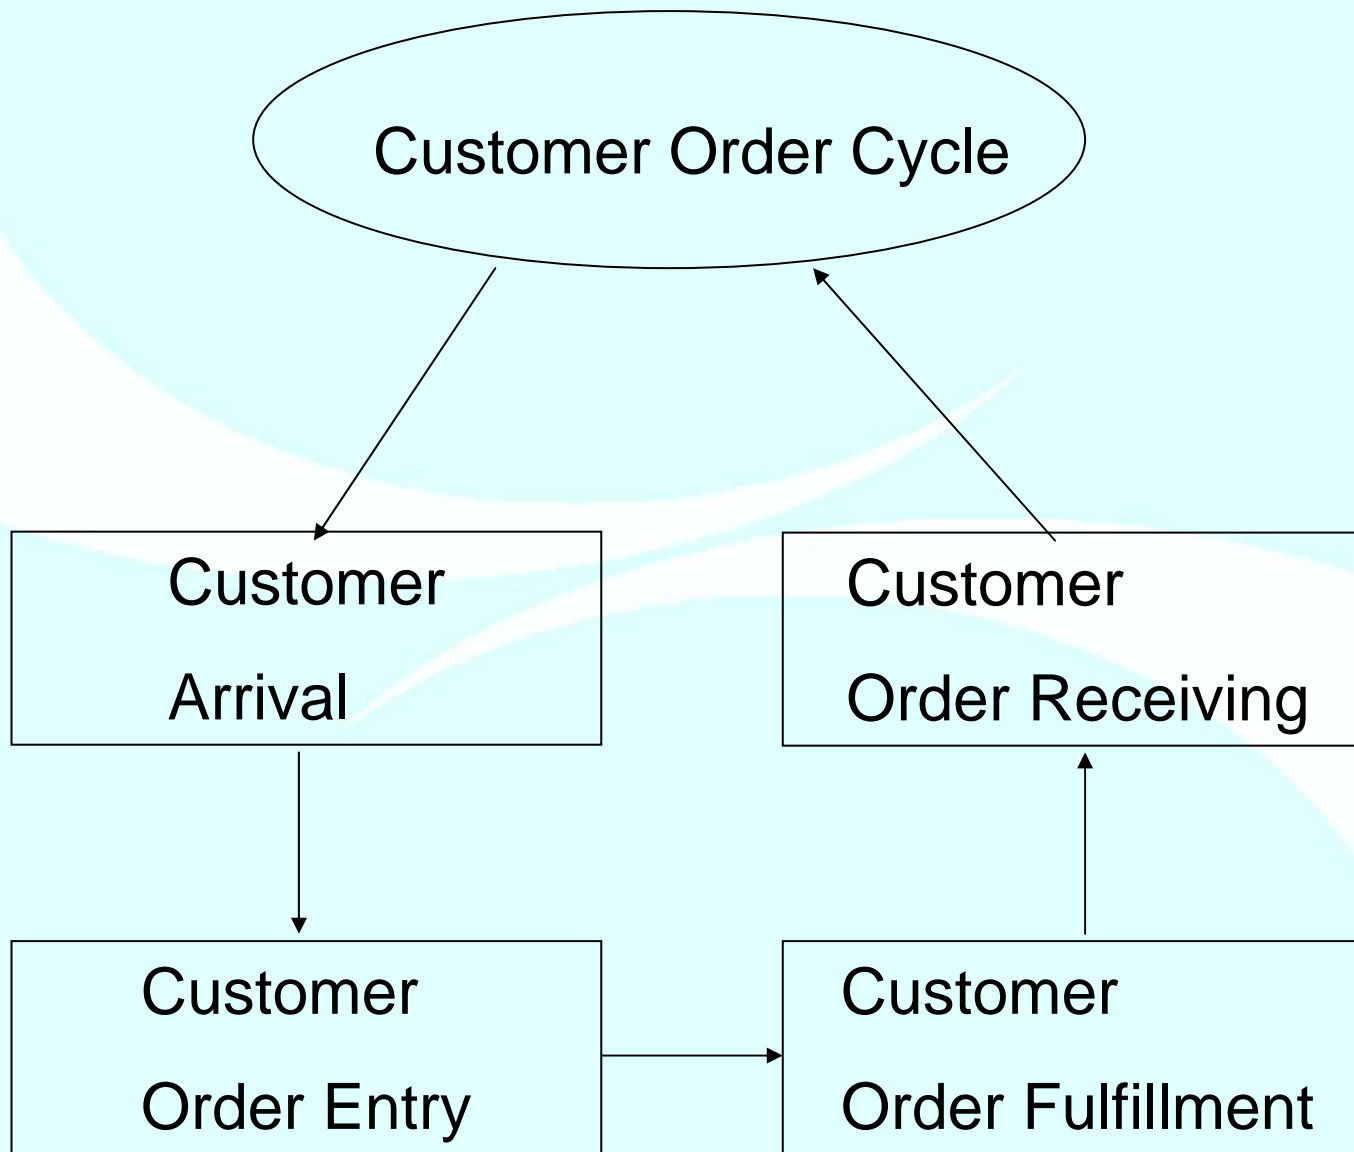 Customer Order Cycle
Customer
Arrival
Customer
Order Receiving
Customer
Order Entry
Customer
Order Fulfillment